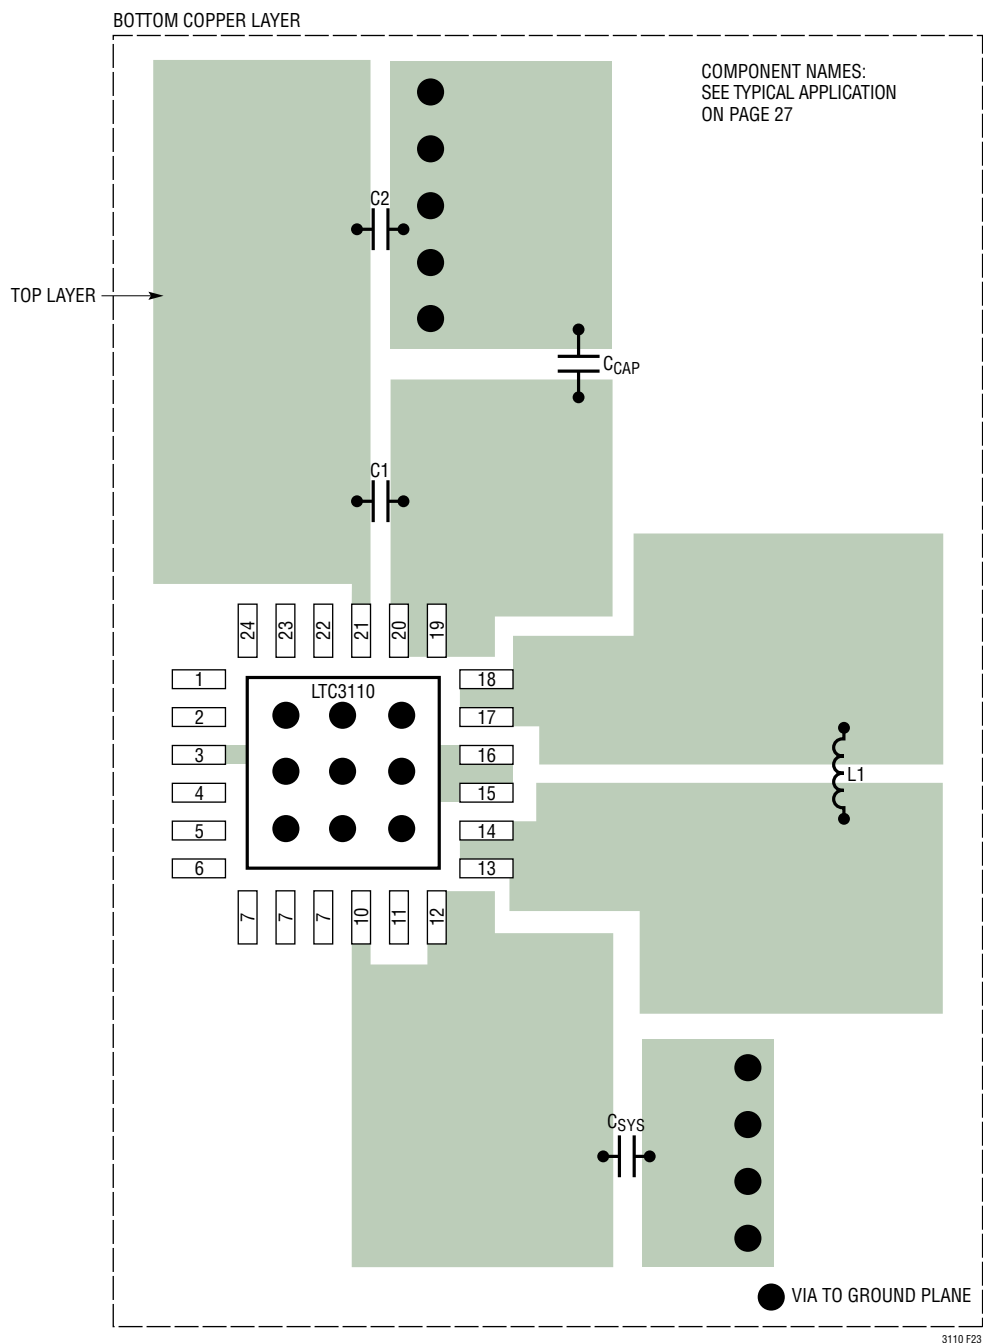 BOTTOM COPPER LAYER
COMPONENT NAMES:
SEE TYPICAL APPLICATION
ON PAGE 27
C2
TOP LAYER
CCAP
C1
24
23
22
21
20
19
1
LTC3110
18
2
17
3
16
4
15
5
14
6
13
7
7
7
10
11
12
L1
CSYS
VIA TO GROUND PLANE
3110 F23